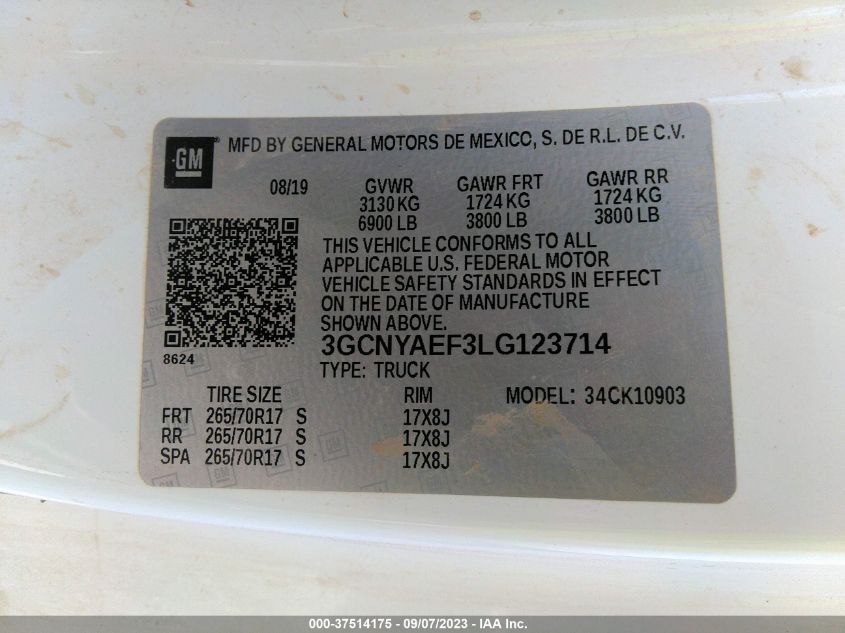 GM
MFD BY GENERAL MOTORS DE MEXICO, S. DE R.L. DE C.V.
08/19 GVWR GAWR FRT GAWR RR
3130 KG 1724 KG 1724 KG
6900 LB 3800 LB 3800 LB
THIS VEHICLE CONFORMS TO ALL
APPLICABLE U.S. FEDERAL MOTOR
VEHICLE SAFETY STANDARDS IN EFFECT
ON THE DATE OF MANUFACTURE
SHOWN ABOVE.
8624
3GCNYAEF3LG123714
TYPE: TRUCK
TIRE SIZE RIM MODEL: 34CK10903
FRT 265/70R17 S 17X8J
RR 265/70R17 S 17X8J
SPA 265/70R17 S 17X8J
000-37514175 - 09/07/2023 - IAA Inc.